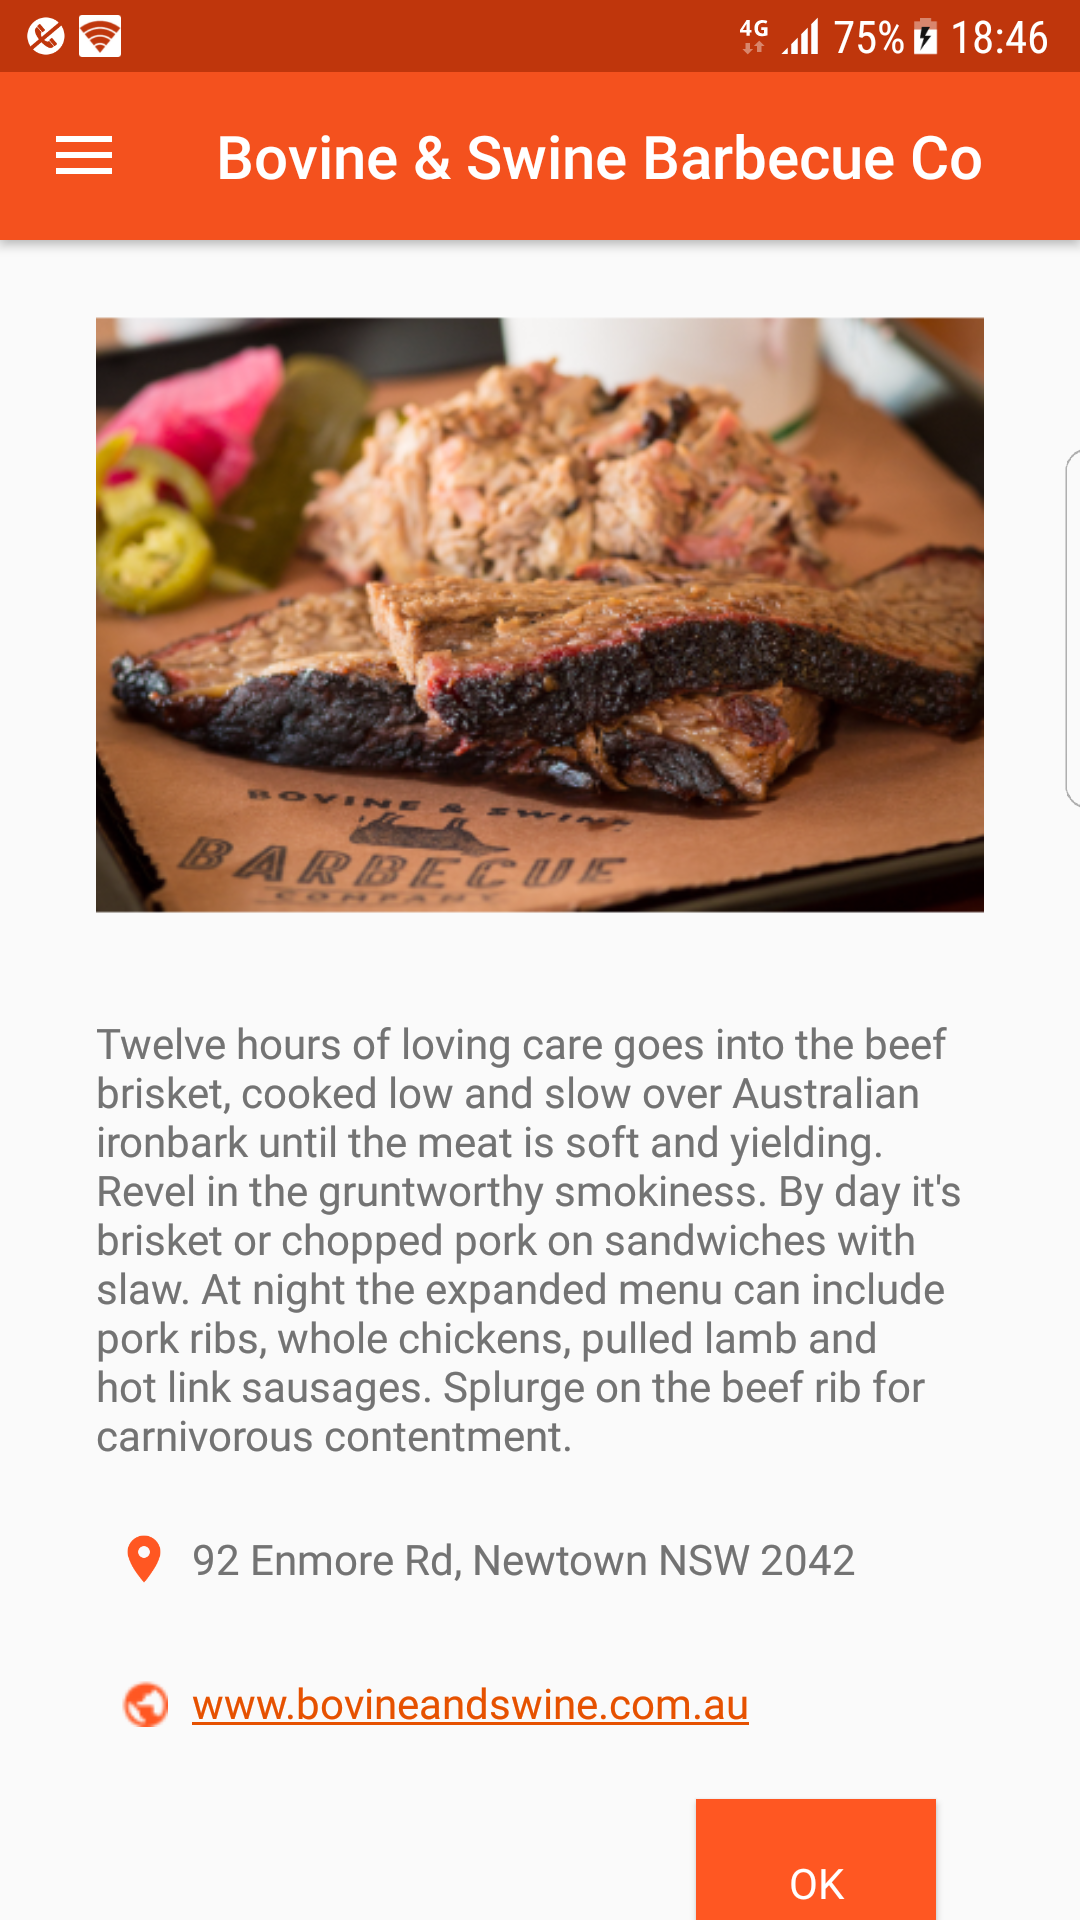 4G 75% 18:46
Bovine & Swine Barbecue Co
BOVINE & SWINE
BARBECUE
COMPANY
Twelve hours of loving care goes into the beef
brisket, cooked low and slow over Australian
ironbark until the meat is soft and yielding.
Revel in the gruntworthy smokiness. By day it's
brisket or chopped pork on sandwiches with
slaw. At night the expanded menu can include
pork ribs, whole chickens, pulled lamb and
hot link sausages. Splurge on the beef rib for
carnivorous contentment.
92 Enmore Rd, Newtown NSW 2042
www.bovineandswine.com.au
OK